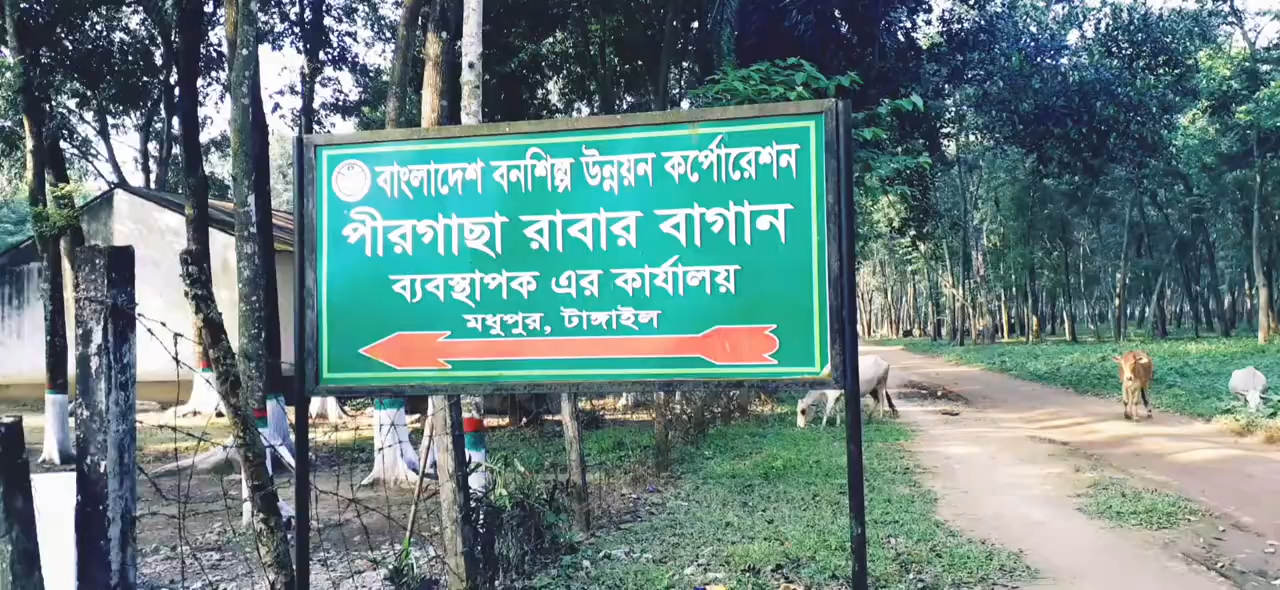 বাংলাদেশ বনশিল্প উন্নয়ন কর্পোরেশন
পীরগাছা রাবার বাগান
ব্যবস্থাপক এর কার্যালয়
মধুপুর, টাঙ্গাইল